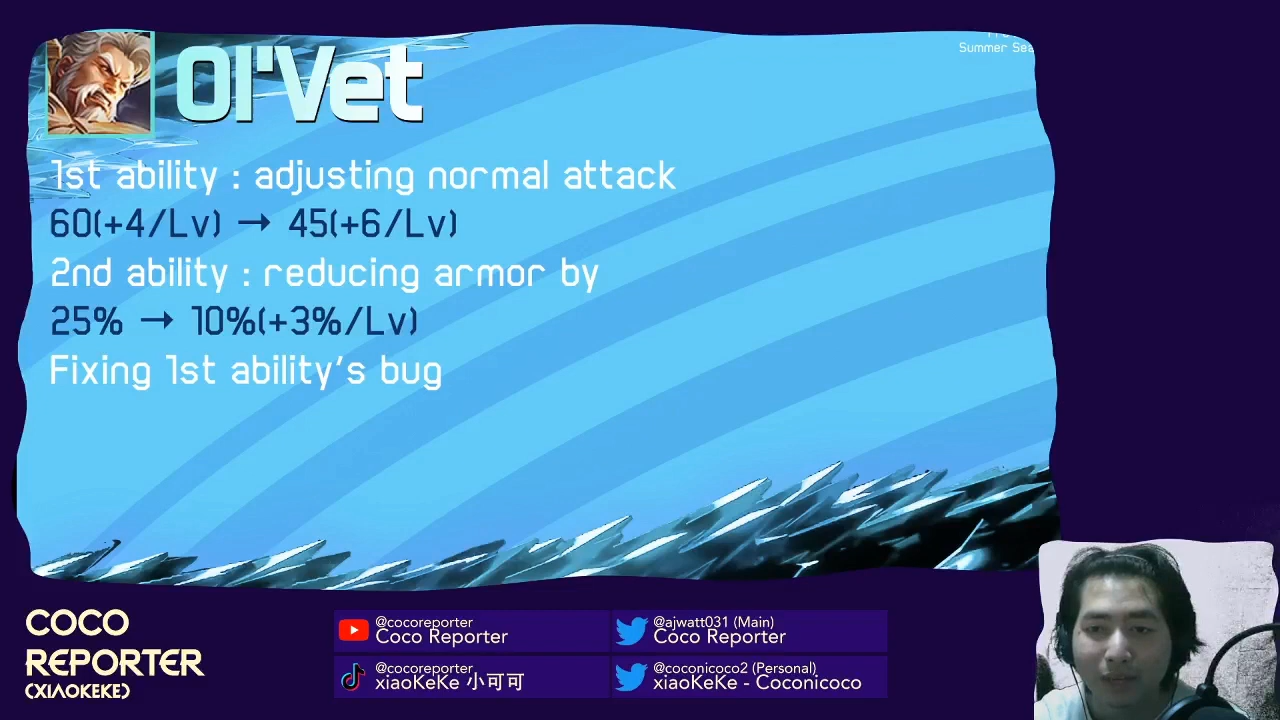 Summer Sea
Ol'Vet
1st ability : adjusting normal attack
60(+4/Lv) → 45(+6/Lv)
2nd ability : reducing armor by
25% → 10%(+3%/Lv)
Fixing 1st ability's bug
COCO
REPORTER
(XIAOKEKE)
@cocoreporter
Coco Reporter
@ajwatt031 (Main)
Coco Reporter
@cocoreporter
xiaoKeKe 小可可
@coconicoco2 (Personal)
xiaoKeKe - Coconicoco